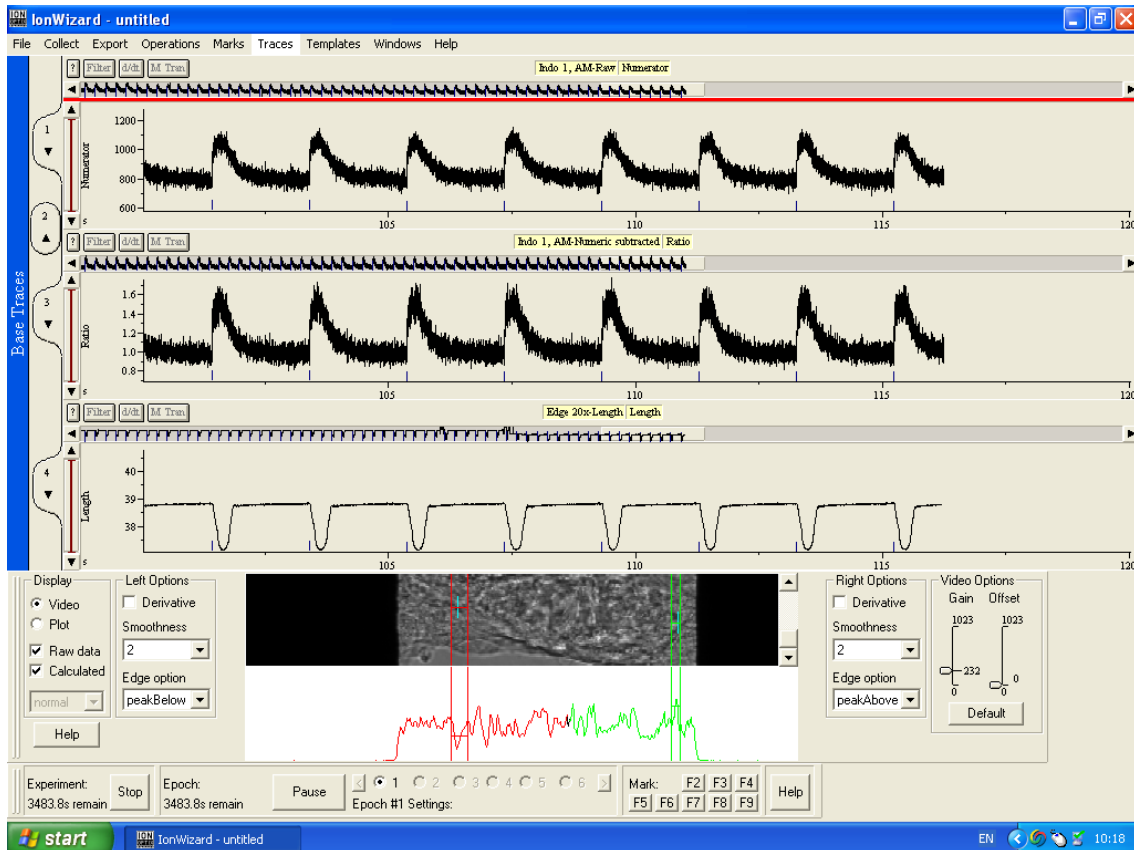 IonWizard - untitled
File Collect Export Operations Marks Traces Templates Windows Help
Base Traces
? Filter d/dt M Tran Indo 1, AM-Raw Numerator
1
Numerator
1200
1000
800
600
s 105 110 115 120
2
? Filter d/dt M Tran Indo 1, AM-Numeric subtracted Ratio
3
Ratio
1.6
1.4
1.2
1.0
0.8
s 105 110 115 120
? Filter d/dt M Tran Edge 20x-Length Length
4
Length
40
39
38
s 105 110 115 120
Display
Video
Plot
Raw data
Calculated
normal
Help
Left Options
Derivative
Smoothness
2
Edge option
peakBelow
Right Options
Derivative
Smoothness
2
Edge option
peakAbove
Video Options
Gain Offset
1023 1023
232 0
0 0
Default
Experiment:
3483.8s remain
Stop
Epoch:
3483.8s remain
Pause
1 2 3 4 5 6
Epoch #1 Settings:
Mark: F2 F3 F4
F5 F6 F7 F8 F9
Help
start
ION OPTIX IonWizard - untitled
EN 10:18